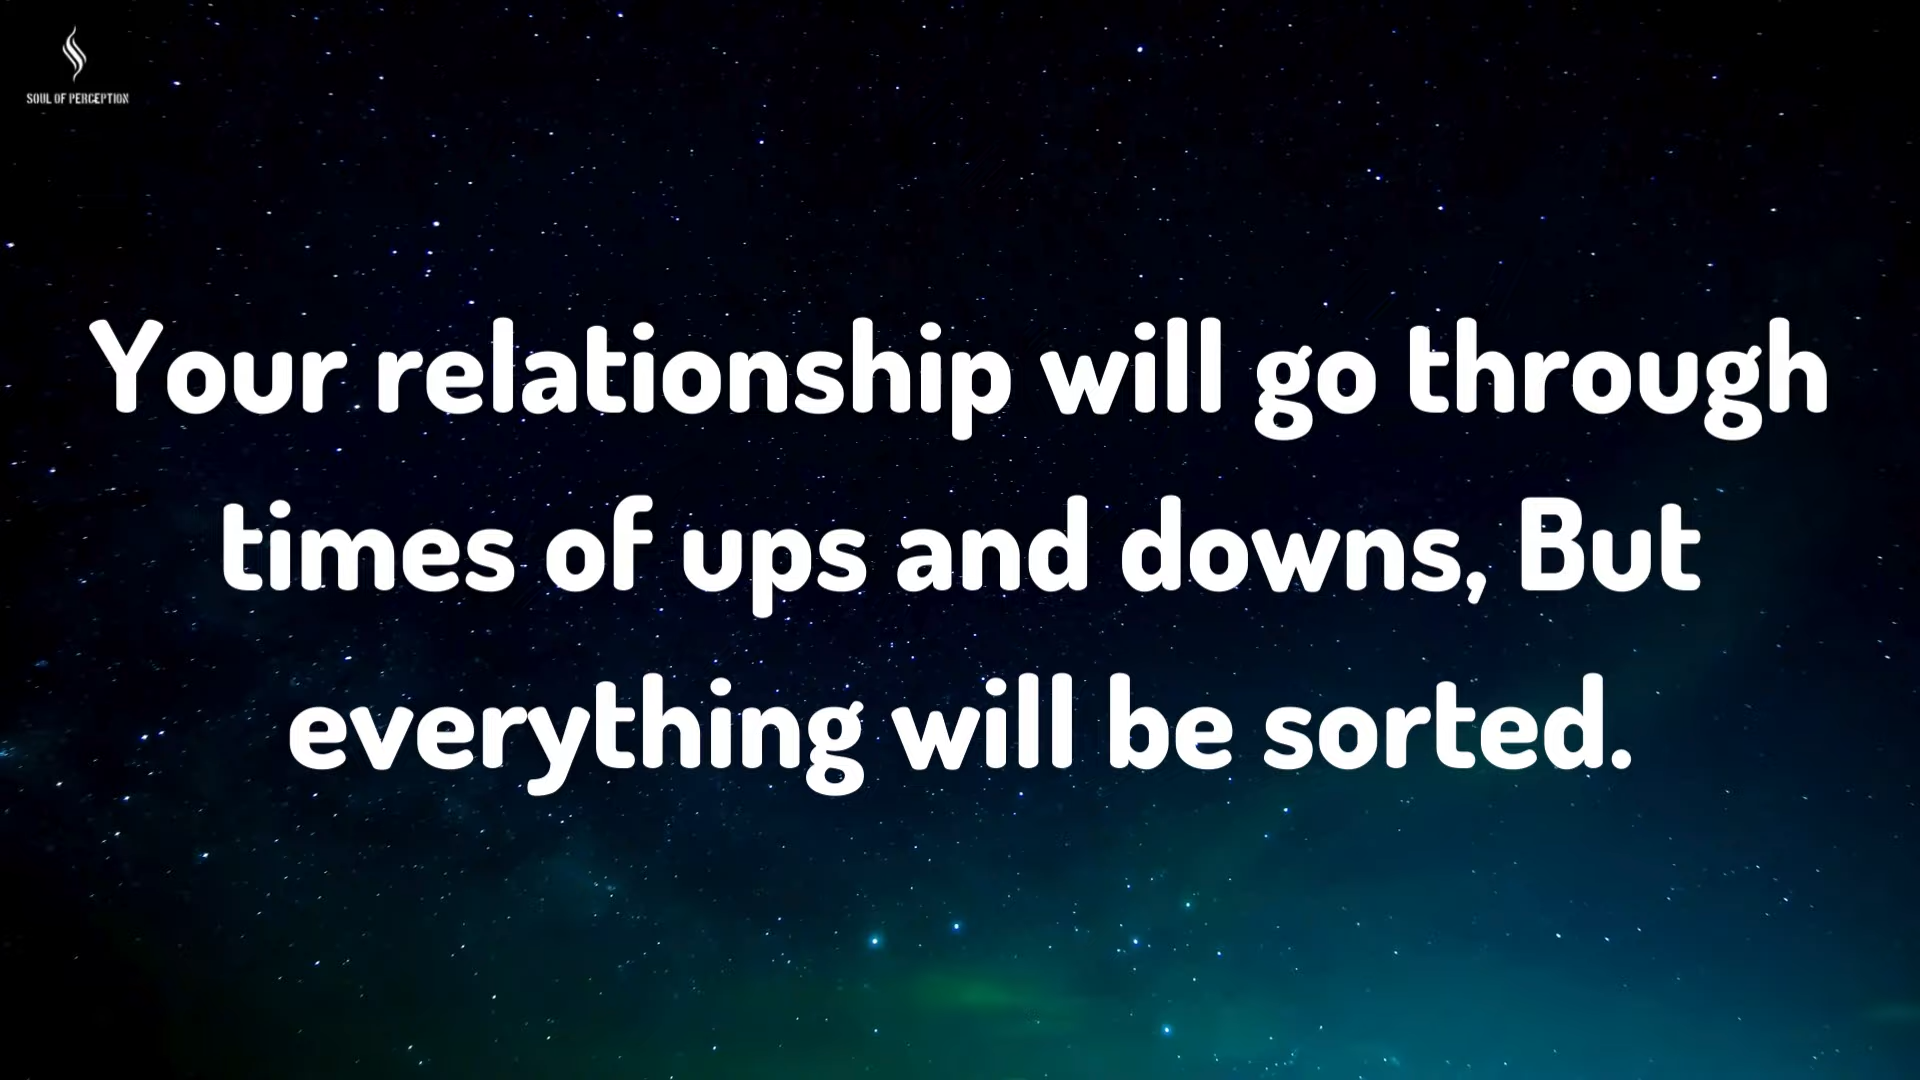 SOUL OF PERCEPTION
Your relationship will go through
times of ups and downs, But
everything will be sorted.